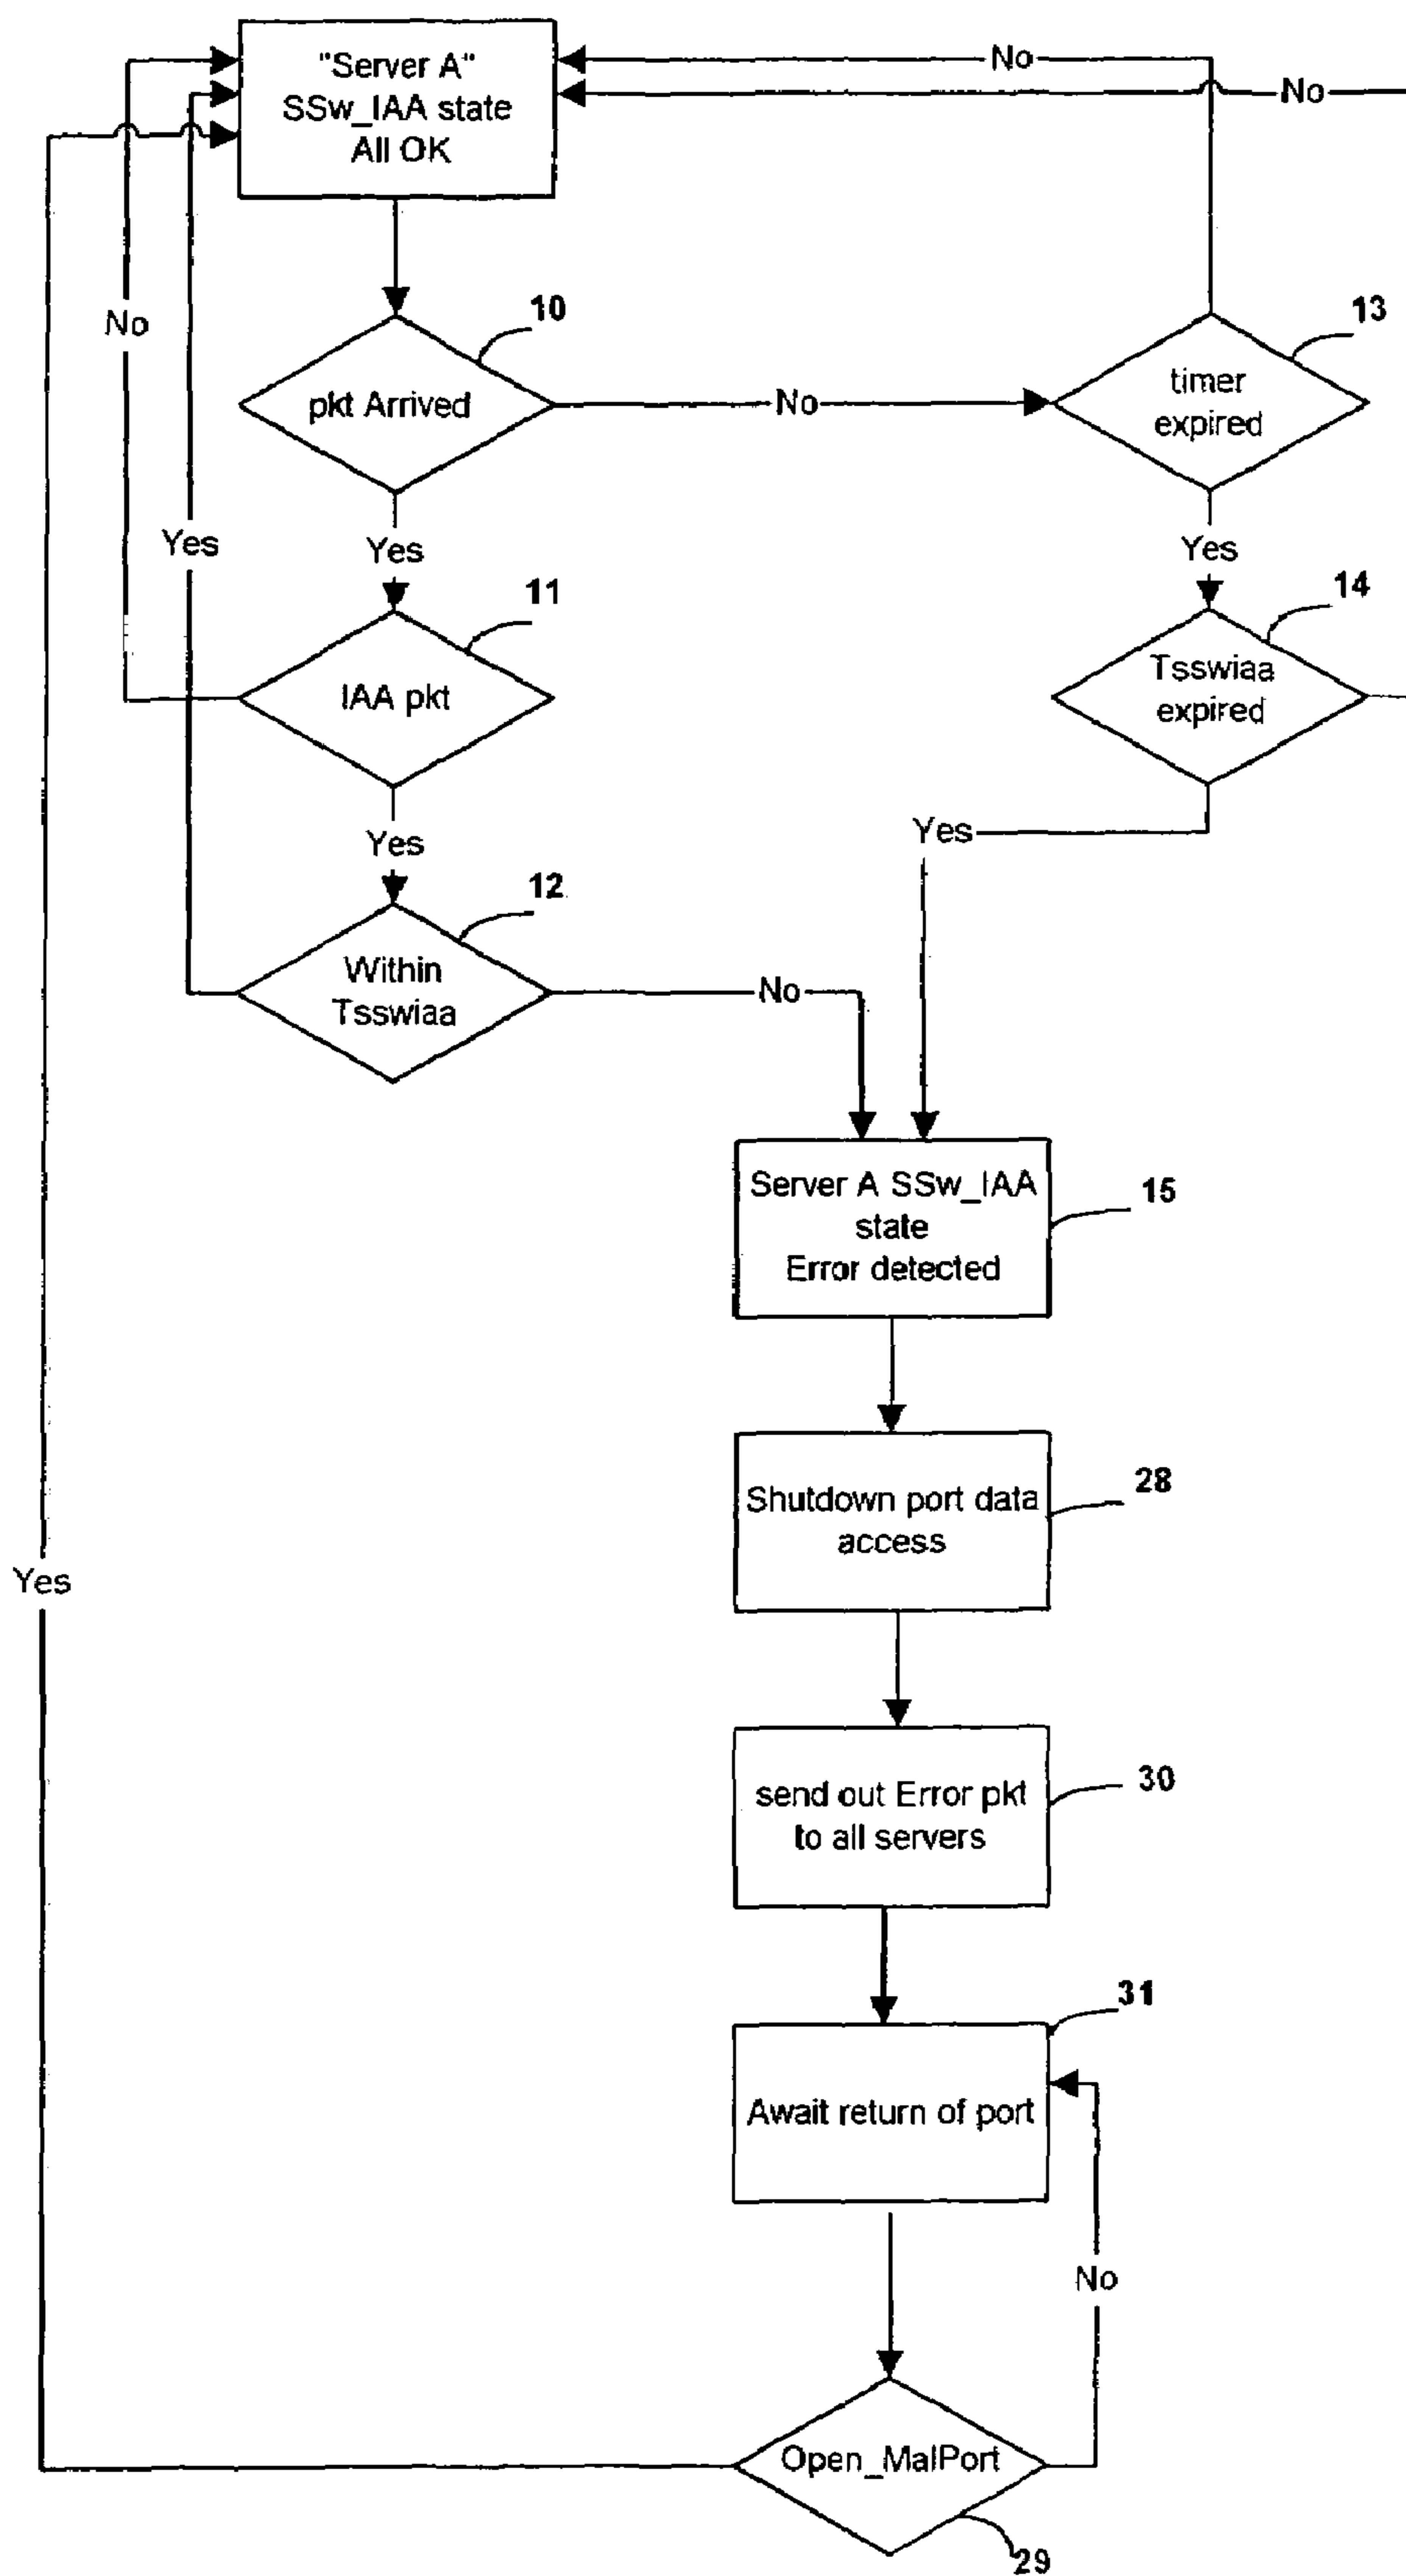 "Server A"
SSw_IAA state
All OK
No
No
No
10
13
pkt Arrived
No
timer
expired
Yes
Yes
Yes
11
14
IAA pkt
Tsswiaa
expired
Yes
Yes
12
Within
Tsswiaa
No
Server A SSw_IAA
state
Error detected
15
Shutdown port data
access
28
Yes
send out Error pkt
to all servers
30
31
Await return of port
No
Open_MalPort
29